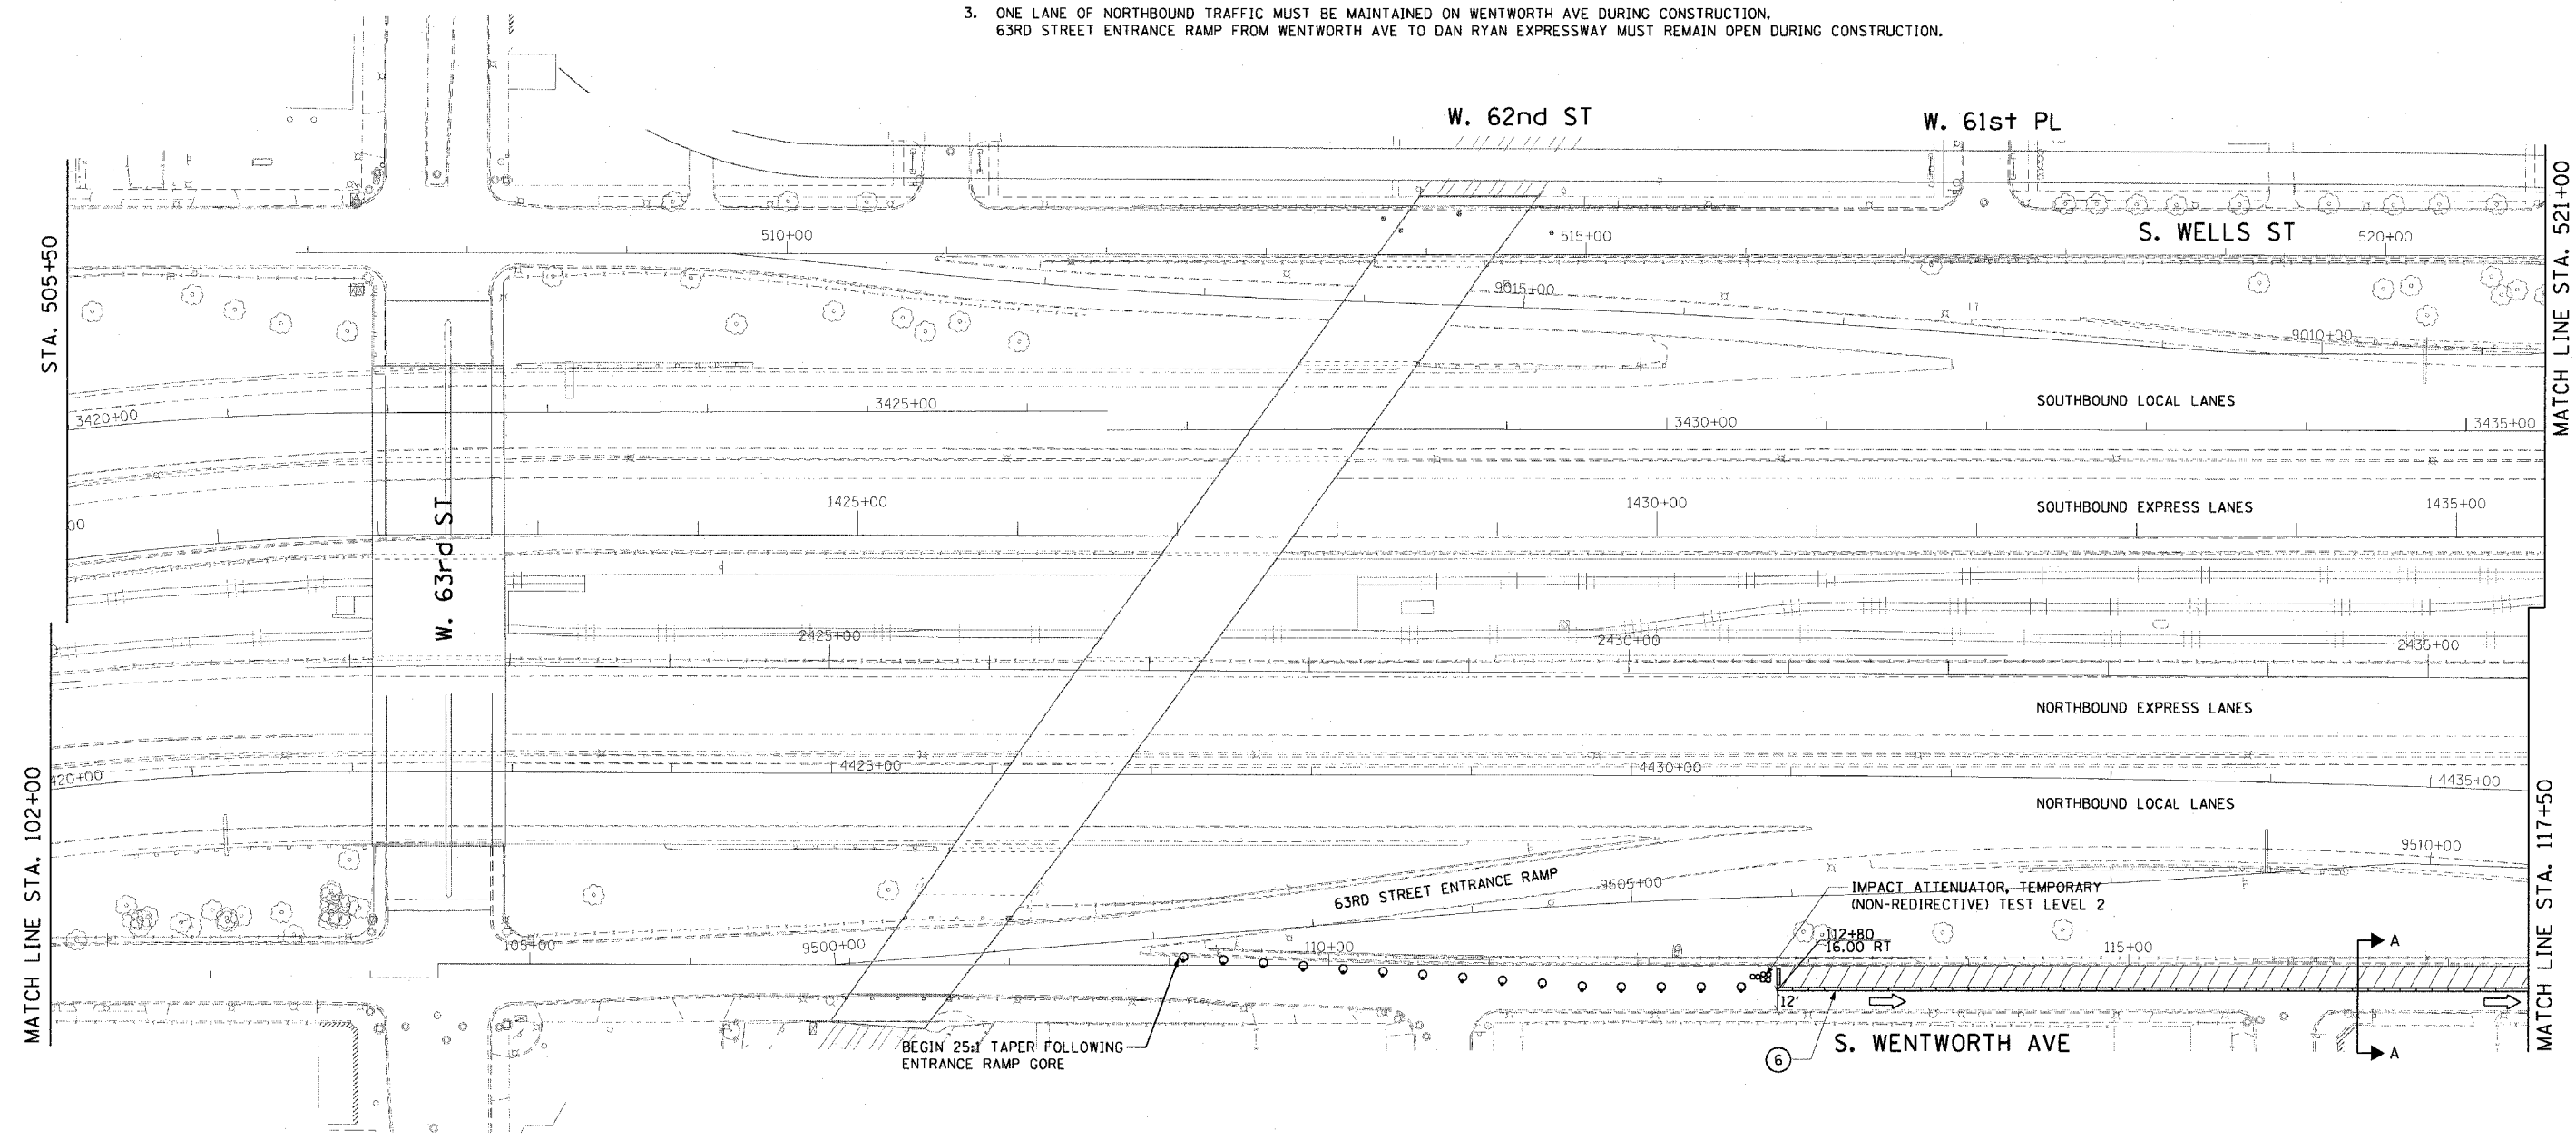 3. ONE LANE OF NORTHBOUND TRAFFIC MUST BE MAINTAINED ON WENTWORTH AVE DURING CONSTRUCTION.
63RD STREET ENTRANCE RAMP FROM WENTWORTH AVE TO DAN RYAN EXPRESSWAY MUST REMAIN OPEN DURING CONSTRUCTION.
W. 62nd ST
W. 61st PL
STA. 505+50
MATCH LINE STA. 521+00
510+00
515+00
S. WELLS ST
520+00
9015+00
17
9010+00
SOUTHBOUND LOCAL LANES
3420+00
3425+00
3430+00
3435+00
W. 63rd ST
1425+00
1430+00
SOUTHBOUND EXPRESS LANES
1435+00
00
2425+00
2430+00
2435+00
NORTHBOUND EXPRESS LANES
420+00
4425+00
4430+00
4435+00
NORTHBOUND LOCAL LANES
MATCH LINE STA. 102+00
MATCH LINE STA. 117+50
9510+00
63RD STREET ENTRANCE RAMP
9505+00
IMPACT ATTENUATOR, TEMPORARY
(NON-REDIRECTIVE) TEST LEVEL 2
105+00
9500+00
110+00
112+80
16.00 RT
115+00
A
12'
BEGIN 25:1 TAPER FOLLOWING
ENTRANCE RAMP GORE
6
S. WENTWORTH AVE
A